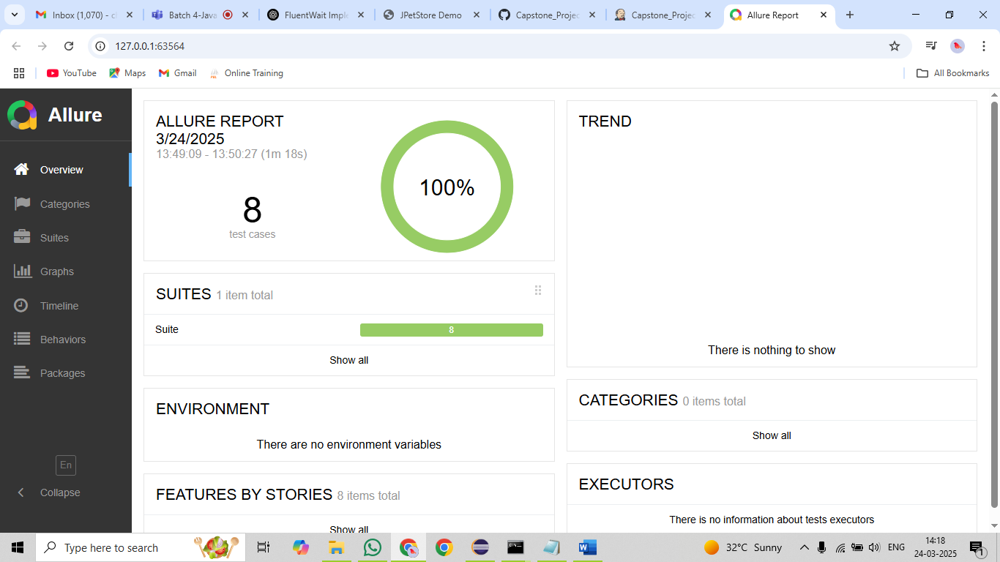 Inbox (1,070) - c
Batch 4-Java
FluentWait Imple
JPetStore Demo
Capstone_Projec
Capstone_Projec
Allure Report
127.0.0.1:63564
YouTube
Maps
Gmail
Online Training
All Bookmarks
Allure
Overview
Categories
Suites
Graphs
Timeline
Behaviors
Packages
En
Collapse
ALLURE REPORT
3/24/2025
13:49:09 - 13:50:27 (1m 18s)
8
test cases
100%
SUITES 1 item total
Suite
8
Show all
ENVIRONMENT
There are no environment variables
FEATURES BY STORIES 8 items total
Show all
TREND
There is nothing to show
CATEGORIES 0 items total
Show all
EXECUTORS
There is no information about tests executors
Type here to search
32°C Sunny
ENG
14:18
24-03-2025
1